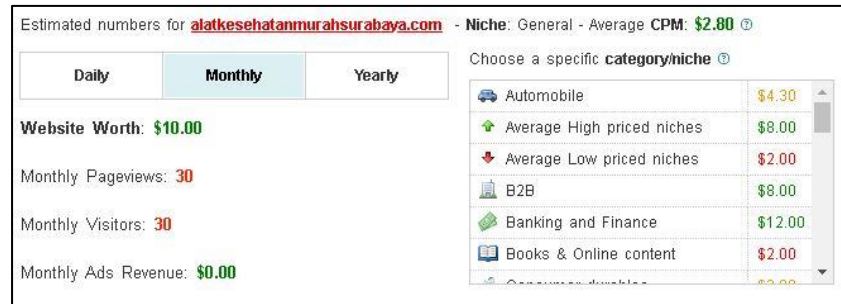 Estimated numbers for alatkesehatanmurahsurabaya.com - Niche: General - Average CPM: $2.80
Daily Monthly Yearly
Website Worth: $10.00
Monthly Pageviews: 30
Monthly Visitors: 30
Monthly Ads Revenue: $0.00
Choose a specific category/niche
Automobile $4.30
Average High priced niches $8.00
Average Low priced niches $2.00
B2B $8.00
Banking and Finance $12.00
Books & Online content $2.00